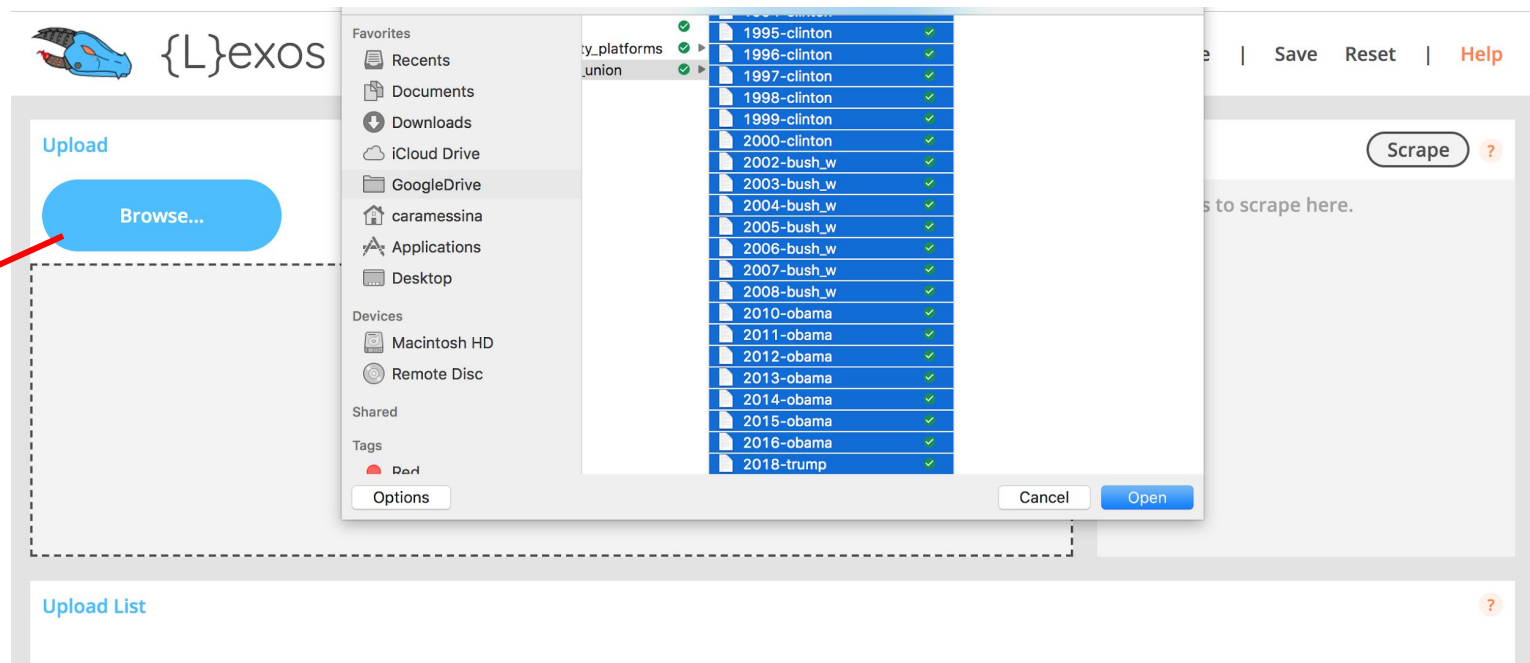 {L}exos
e | Save Reset | Help
Upload
Browse...
Favorites
Recents
Documents
Downloads
iCloud Drive
GoogleDrive
caramessina
Applications
Desktop
Devices
Macintosh HD
Remote Disc
Shared
Tags
Red
ty_platforms
_union
1995-clinton
1996-clinton
1997-clinton
1998-clinton
1999-clinton
2000-clinton
2002-bush_w
2003-bush_w
2004-bush_w
2005-bush_w
2006-bush_w
2007-bush_w
2008-bush_w
2010-obama
2011-obama
2012-obama
2013-obama
2014-obama
2015-obama
2016-obama
2018-trump
Options
Cancel Open
Scrape ?
s to scrape here.
Upload List
?